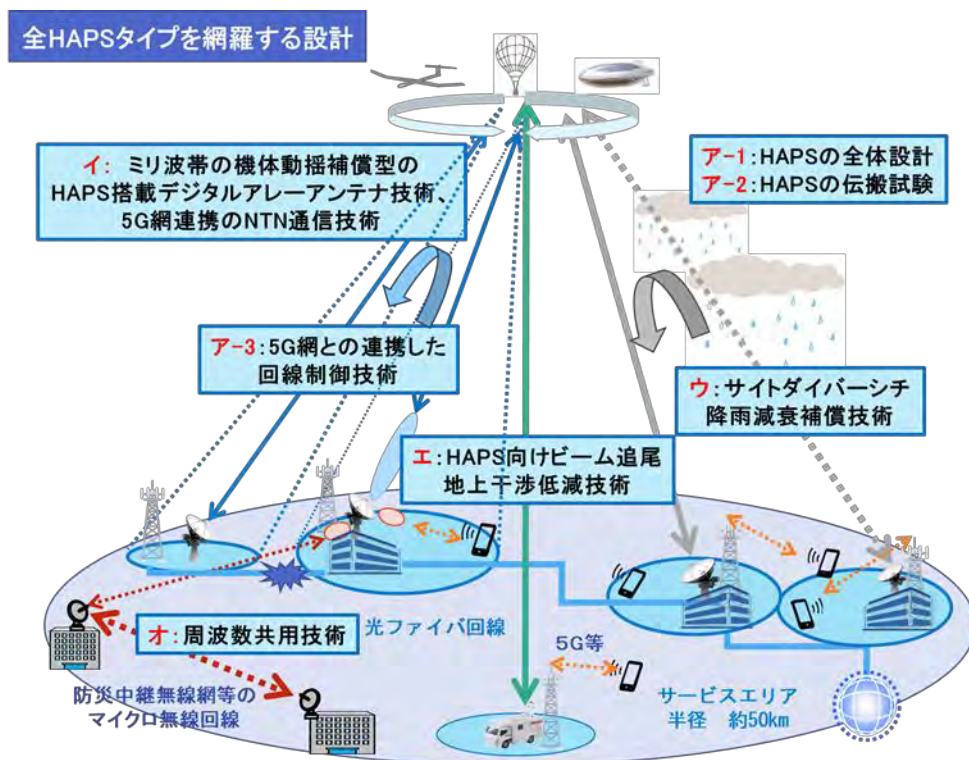 全HAPSタイプを網羅する設計
イ: ミリ波帯の機体動揺補償型の
HAPS搭載デジタルアレーアンテナ技術、
5G網連携のNTN通信技術
ア-1:HAPSの全体設計
ア-2:HAPSの伝搬試験
ア-3:5G網との連携した
回線制御技術
ウ:サイトダイバーシチ
降雨減衰補償技術
エ:HAPS向けビーム追尾
地上干渉低減技術
オ:周波数共用技術
光ファイバ回線
5G等
防災中継無線網等の
マイクロ無線回線
サービスエリア
半径 約50km